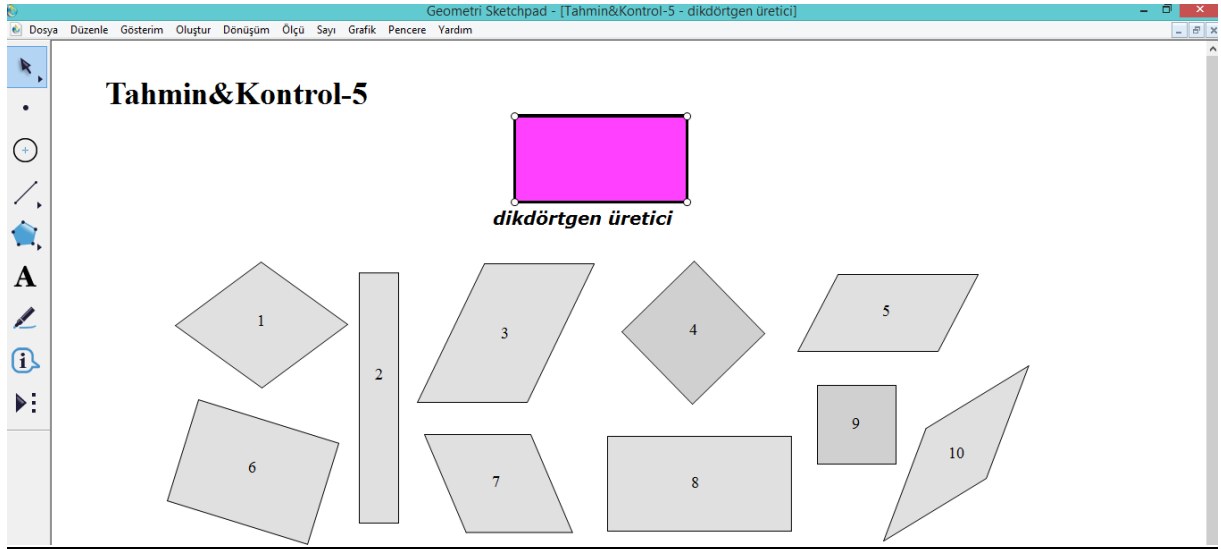 Geometri Sketchpad - [Tahmin&Kontrol-5 - dikdörtgen üretici]
Dosya Düzenle Gösterim Oluştur Dönüşüm Ölçü Sayı Grafik Pencere Yardım
Tahmin&Kontrol-5
dikdörtgen üretici
A
i
1
2
3
4
5
6
7
8
9
10